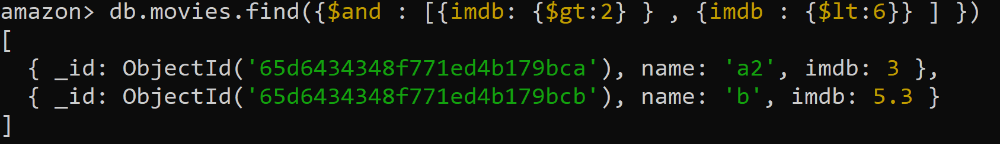 amazon> db.movies.find({$and : [{imdb: {$gt:2} } , {imdb : {$lt:6}} ] })
[
  { _id: ObjectId('65d6434348f771ed4b179bca'), name: 'a2', imdb: 3 },
  { _id: ObjectId('65d6434348f771ed4b179bcb'), name: 'b', imdb: 5.3 }
]